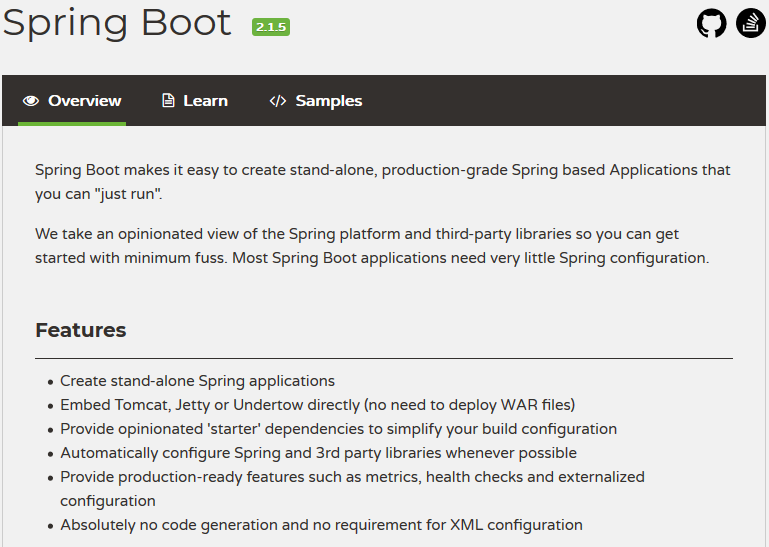 Spring Boot 2.1.5
Overview Learn Samples
Spring Boot makes it easy to create stand-alone, production-grade Spring based Applications that
you can "just run".
We take an opinionated view of the Spring platform and third-party libraries so you can get
started with minimum fuss. Most Spring Boot applications need very little Spring configuration.
Features
• Create stand-alone Spring applications
• Embed Tomcat, Jetty or Undertow directly (no need to deploy WAR files)
• Provide opinionated 'starter' dependencies to simplify your build configuration
• Automatically configure Spring and 3rd party libraries whenever possible
• Provide production-ready features such as metrics, health checks and externalized
configuration
• Absolutely no code generation and no requirement for XML configuration